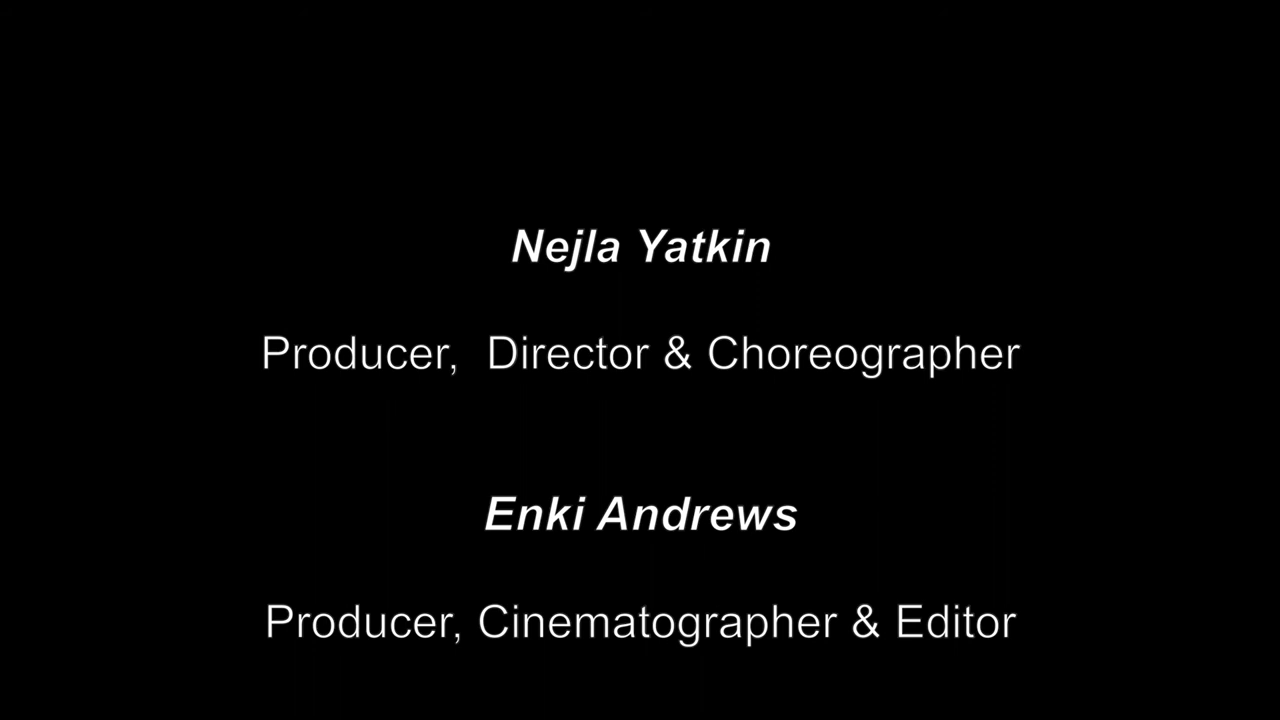 Nejla Yatkin
Producer,  Director & Choreographer
Enki Andrews
Producer, Cinematographer & Editor